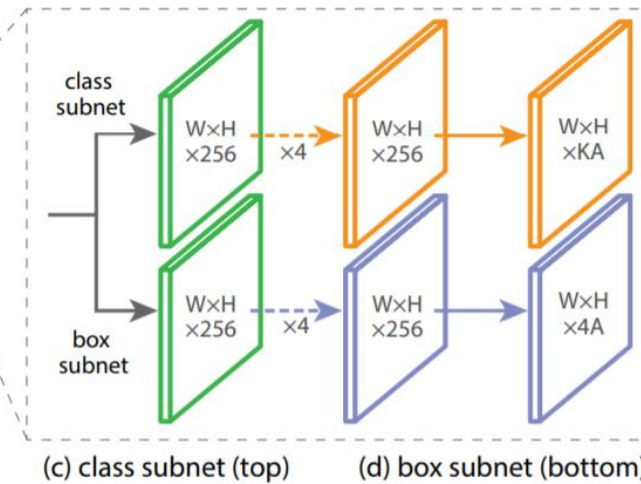 class
subnet
W×H
×256
×4
W×H
×256
W×H
×KA
box
subnet
W×H
×256
×4
W×H
×256
W×H
×4A
(c) class subnet (top)
(d) box subnet (bottom)